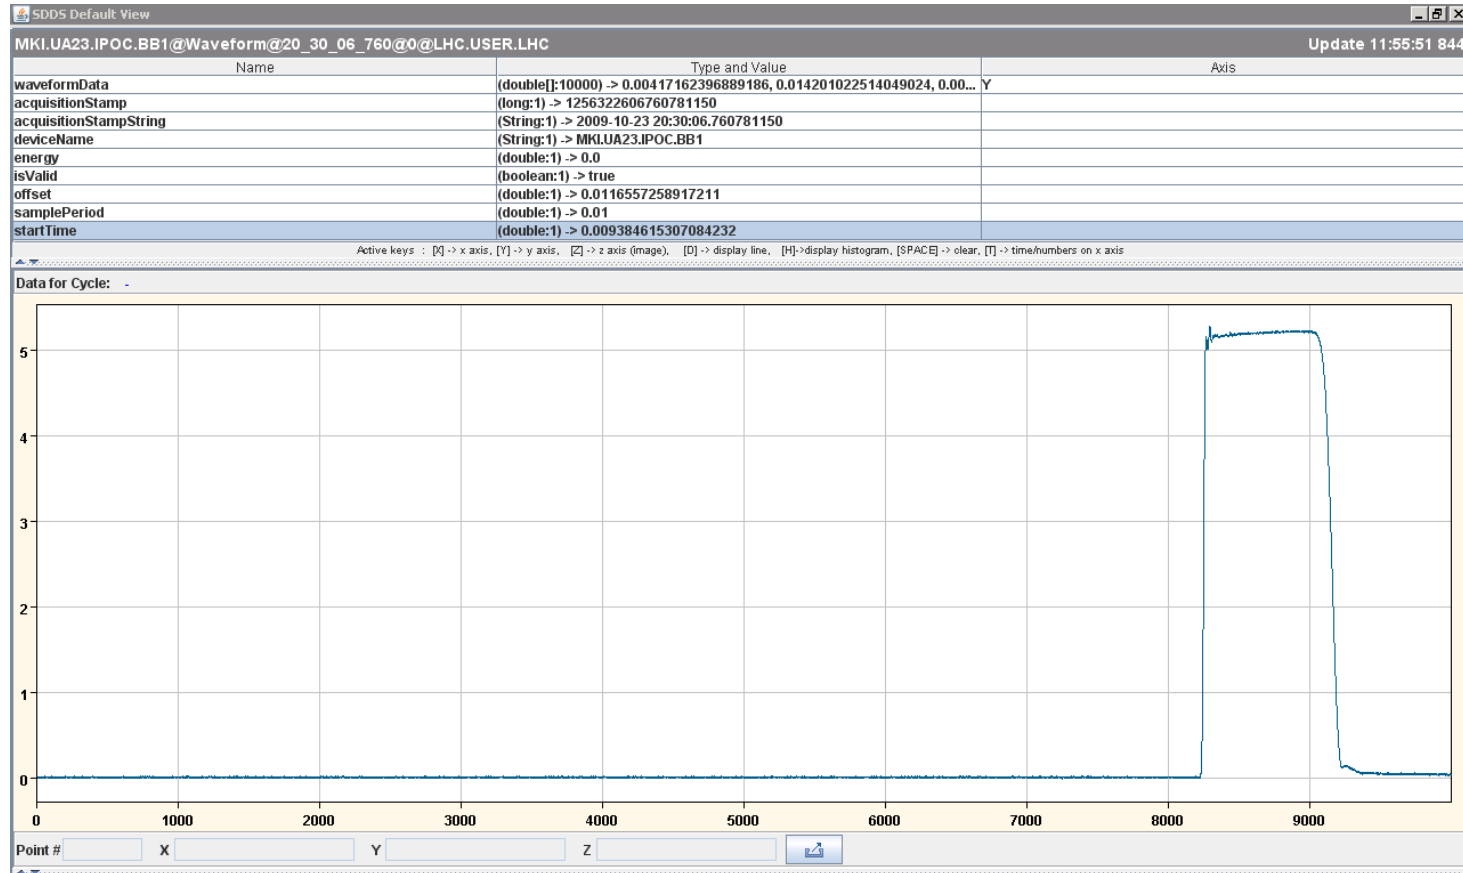 SDDS Default View
MKI.UA23.IPOC.BB1@Waveform@20_30_06_760@0@LHC.USER.LHC Update 11:55:51 844
Name Type and Value Axis
waveformData (double[]:10000) -> 0.00417162396889186, 0.014201022514049024, 0.00... Y
acquisitionStamp (long:1) -> 1256322606760781150
acquisitionStampString (String:1) -> 2009-10-23 20:30:06.760781150
deviceName (String:1) -> MKI.UA23.IPOC.BB1
energy (double:1) -> 0.0
isValid (boolean:1) -> true
offset (double:1) -> 0.0116557258917211
samplePeriod (double:1) -> 0.01
startTime (double:1) -> 0.009384615307084232
Active keys : [X] -> x axis, [Y] -> y axis, [Z] -> z axis (image), [D] -> display line, [H]->display histogram, [SPACE] -> clear, [T] -> time/numbers on x axis
Data for Cycle: -
5
4
3
2
1
0
0 1000 2000 3000 4000 5000 6000 7000 8000 9000
Point # X Y Z